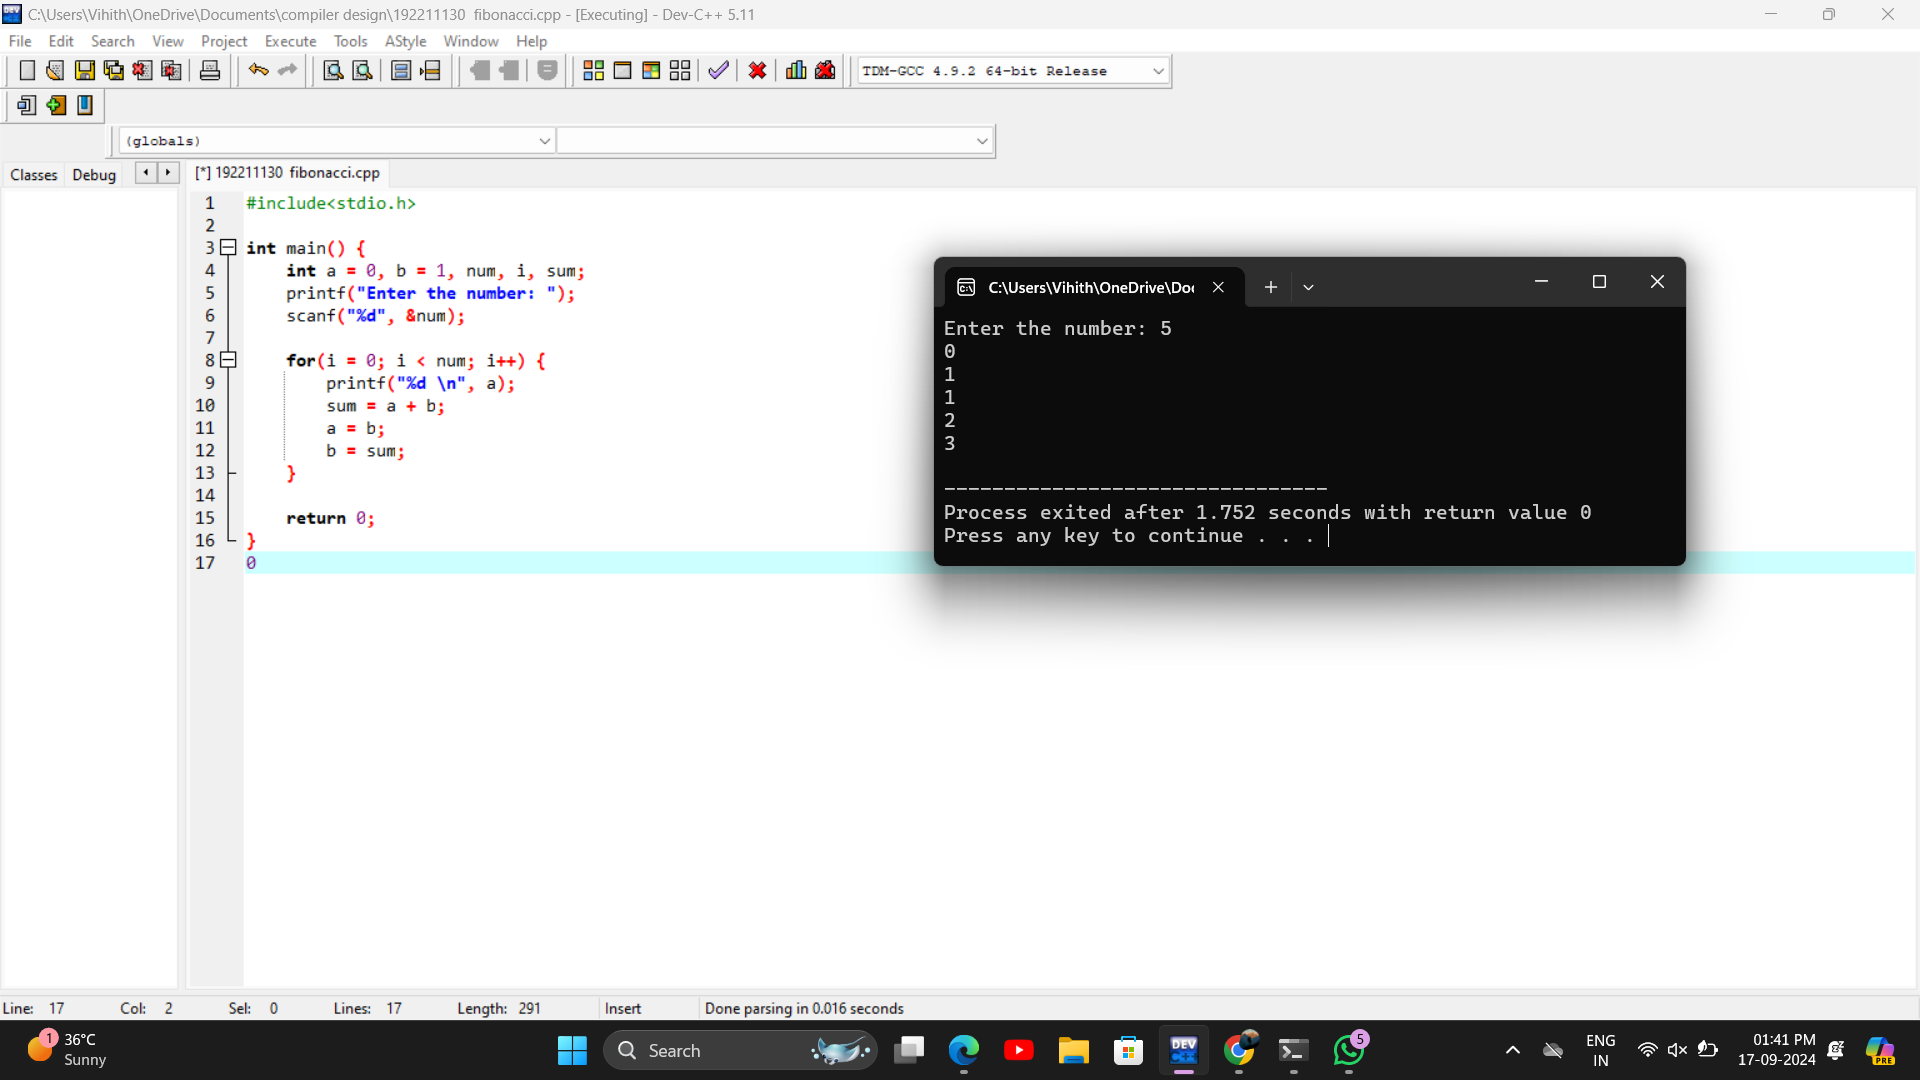 C:\Users\Vihith\OneDrive\Documents\compiler design\192211130  fibonacci.cpp - [Executing] - Dev-C++ 5.11
File Edit Search View Project Execute Tools AStyle Window Help
TDM-GCC 4.9.2 64-bit Release
(globals)
Classes Debug [*] 192211130  fibonacci.cpp
1 #include<stdio.h>
2
3 int main() {
4     int a = 0, b = 1, num, i, sum;
5     printf("Enter the number: ");
6     scanf("%d", &num);
7
8     for(i = 0; i < num; i++) {
9         printf("%d \n", a);
10         sum = a + b;
11         a = b;
12         b = sum;
13     }
14
15     return 0;
16 }
17 0
C:\Users\Vihith\OneDrive\Do
Enter the number: 5
0
1
1
2
3
--------------------------------
Process exited after 1.752 seconds with return value 0
Press any key to continue . . .
Line: 17 Col: 2 Sel: 0 Lines: 17 Length: 291 Insert Done parsing in 0.016 seconds
1 36°C
Sunny
Search
DEV
C++
5
ENG
IN
01:41 PM
17-09-2024
PRE